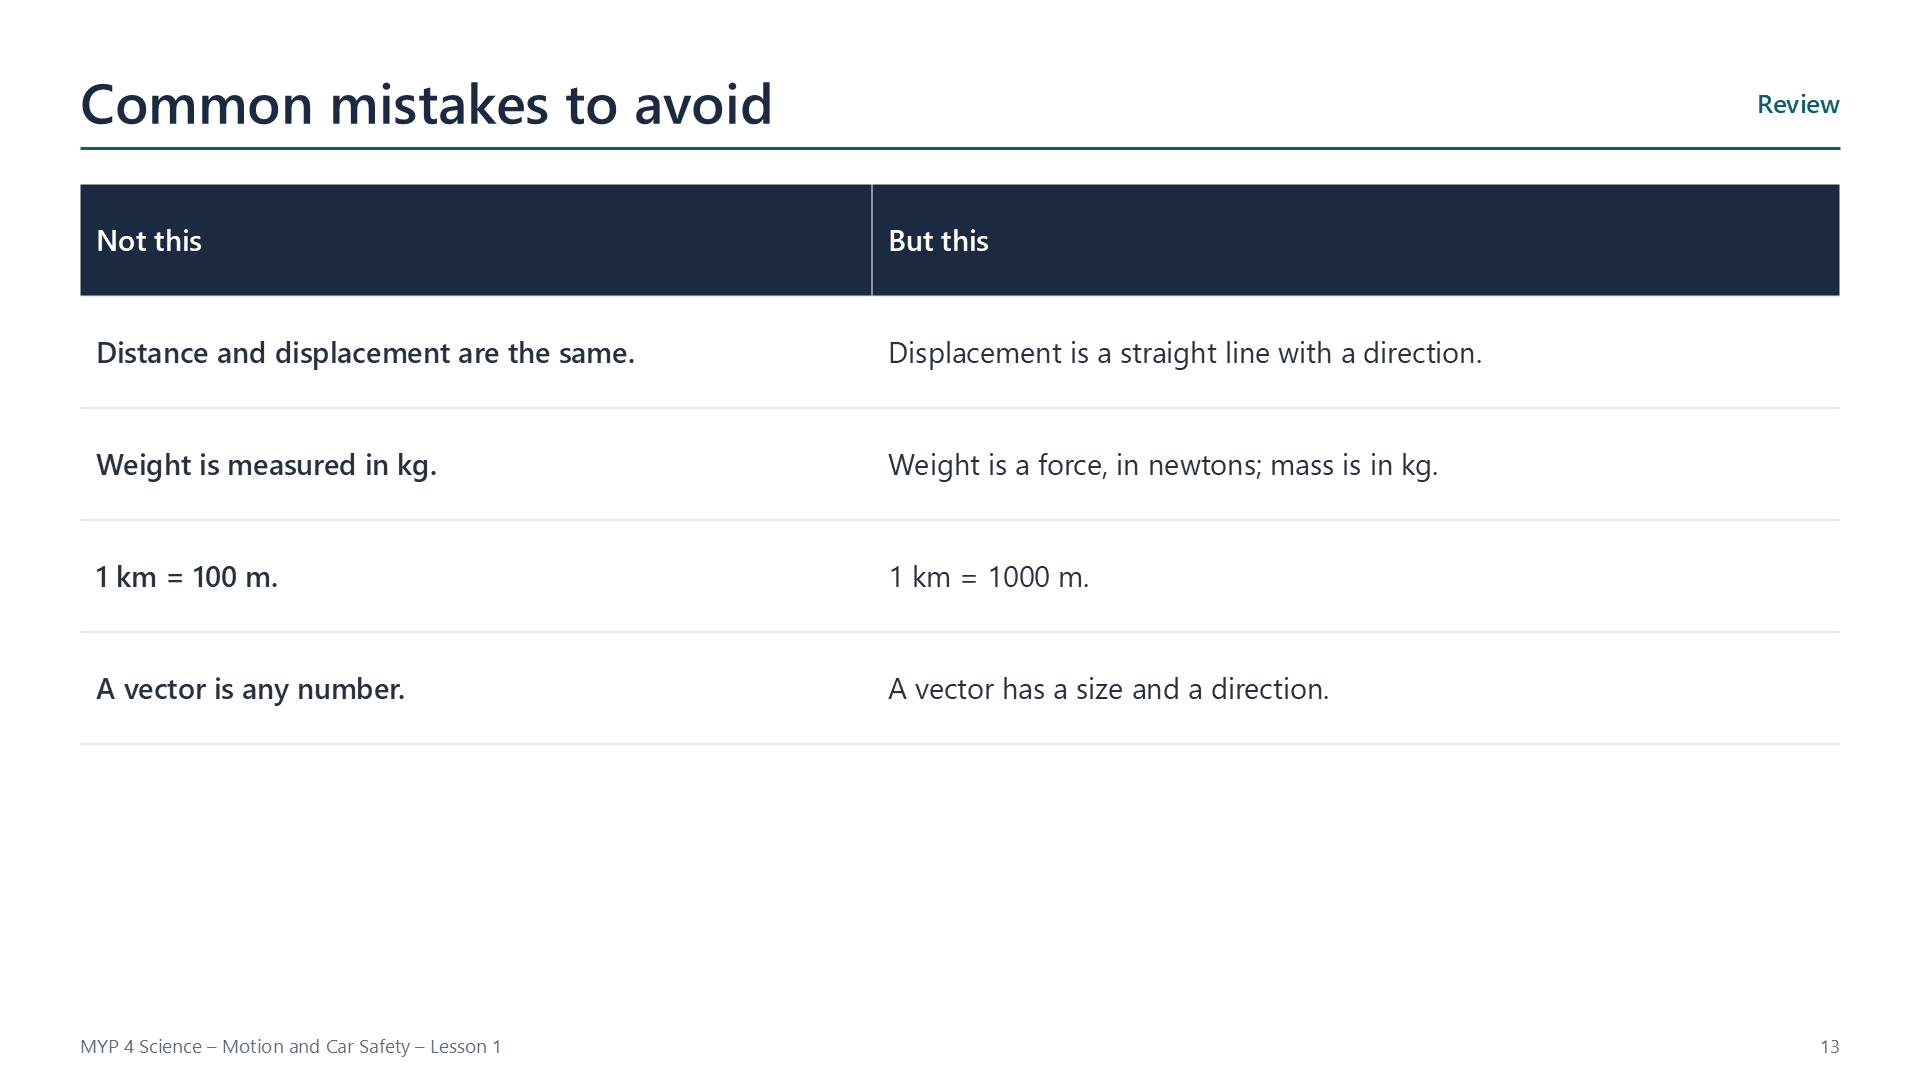 Common mistakes to avoid
Review
Not this
But this
Distance and displacement are the same.
Displacement is a straight line with a direction.
Weight is measured in kg.
Weight is a force, in newtons; mass is in kg.
1 km = 100 m.
1 km = 1000 m.
A vector is any number.
A vector has a size and a direction.
MYP 4 Science – Motion and Car Safety – Lesson 1
13